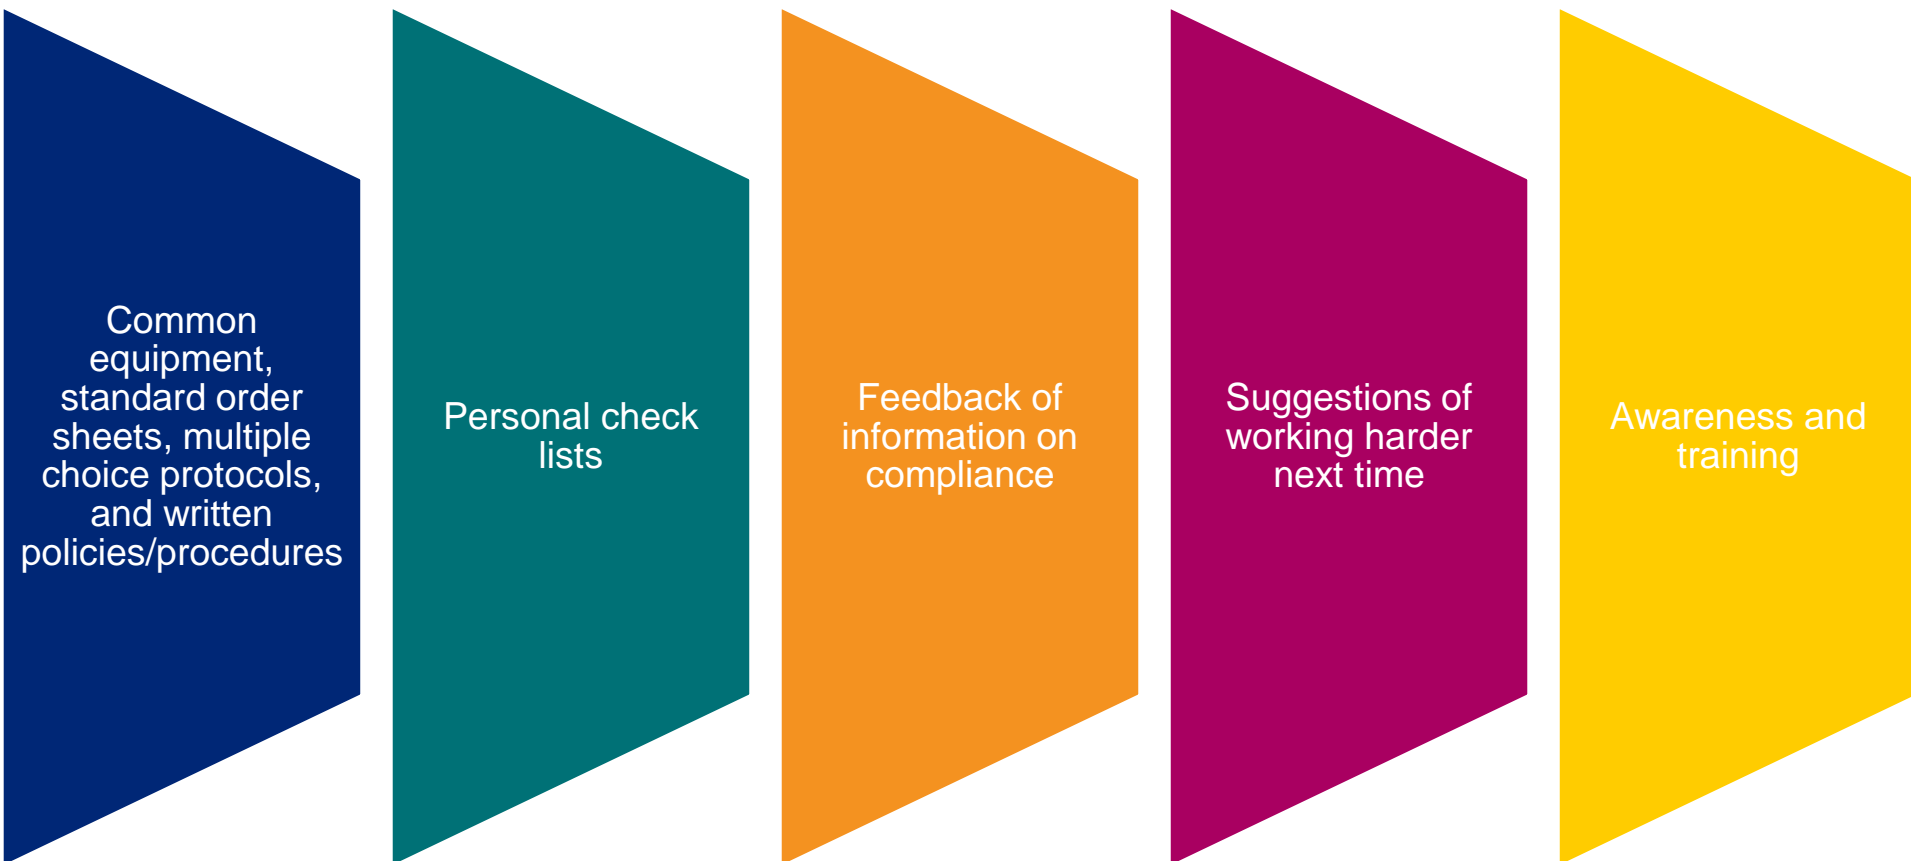 Common
equipment,
standard order
sheets, multiple
choice protocols,
and written
policies/procedures
Personal check
lists
Feedback of
information on
compliance
Suggestions of
working harder
next time
Awareness and
training